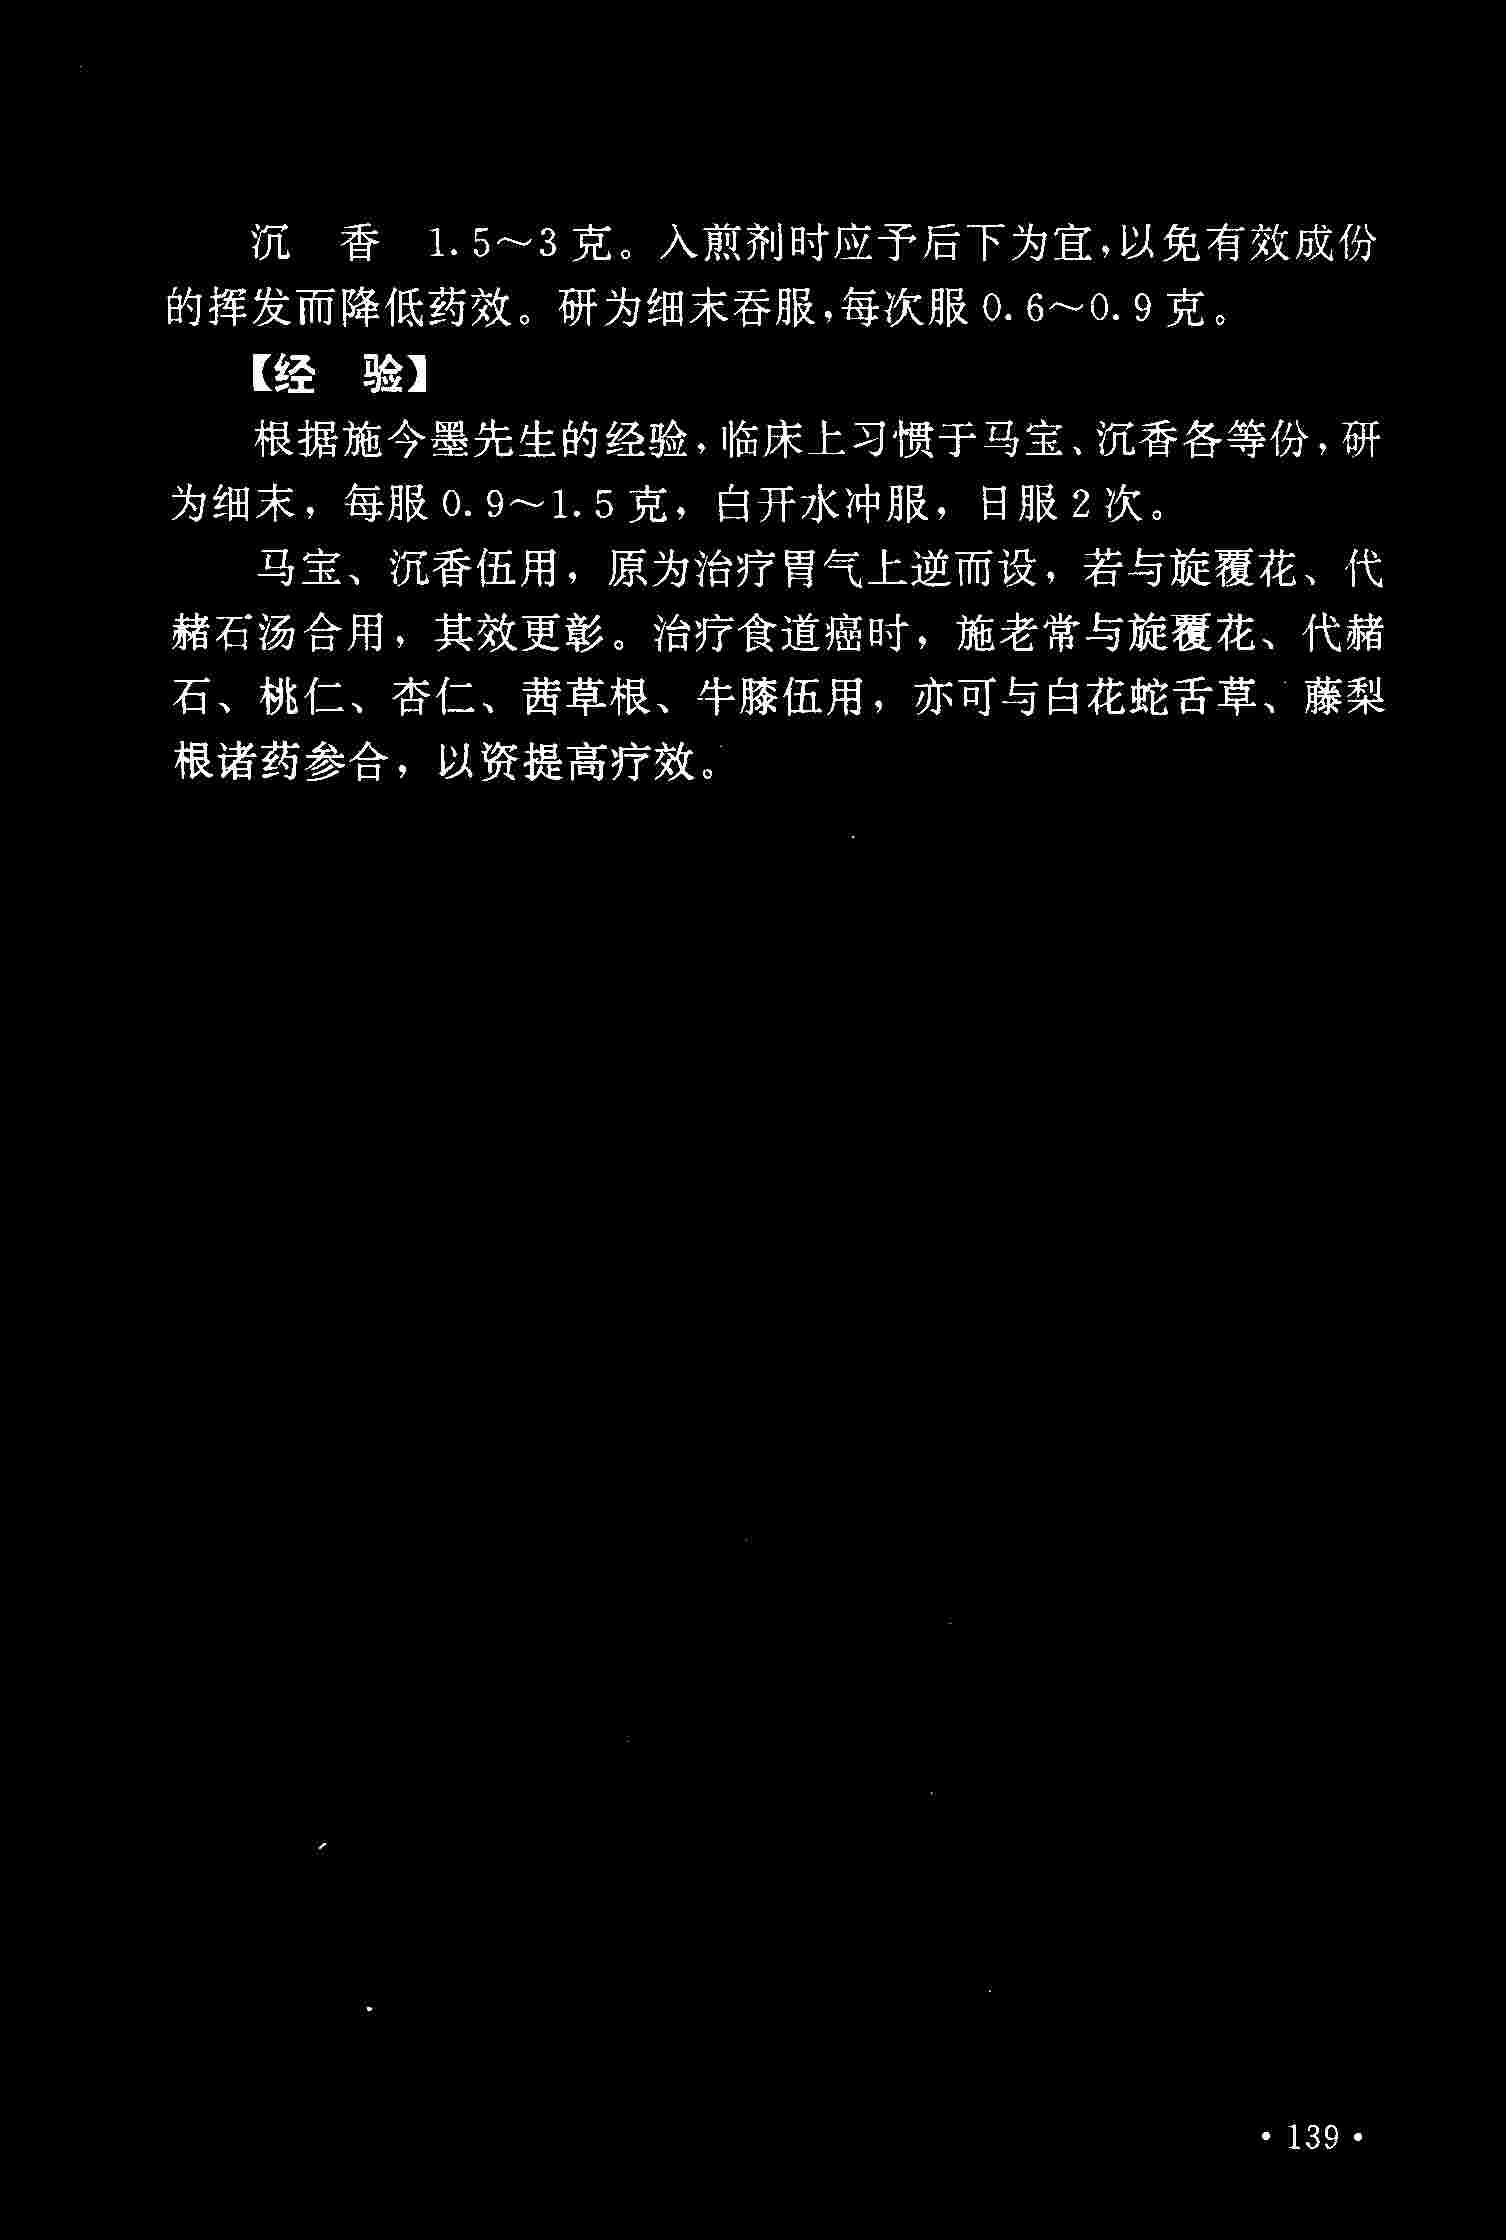 沉　香　1.5～3克。入煎剂时应予后下为宜，以免有效成份
的挥发而降低药效。研为细末吞服，每次服0.6～0.9克。
【经　验】
根据施今墨先生的经验，临床上习惯于马宝、沉香各等份，研
为细末，每服0.9～1.5克，白开水冲服，日服2次。
马宝、沉香伍用，原为治疗胃气上逆而设，若与旋覆花、代
赭石汤合用，其效更彰。治疗食道癌时，施老常与旋覆花、代赭
石、桃仁、杏仁、茜草根、牛膝伍用，亦可与白花蛇舌草、藤梨
根诸药参合，以资提高疗效。
·139·